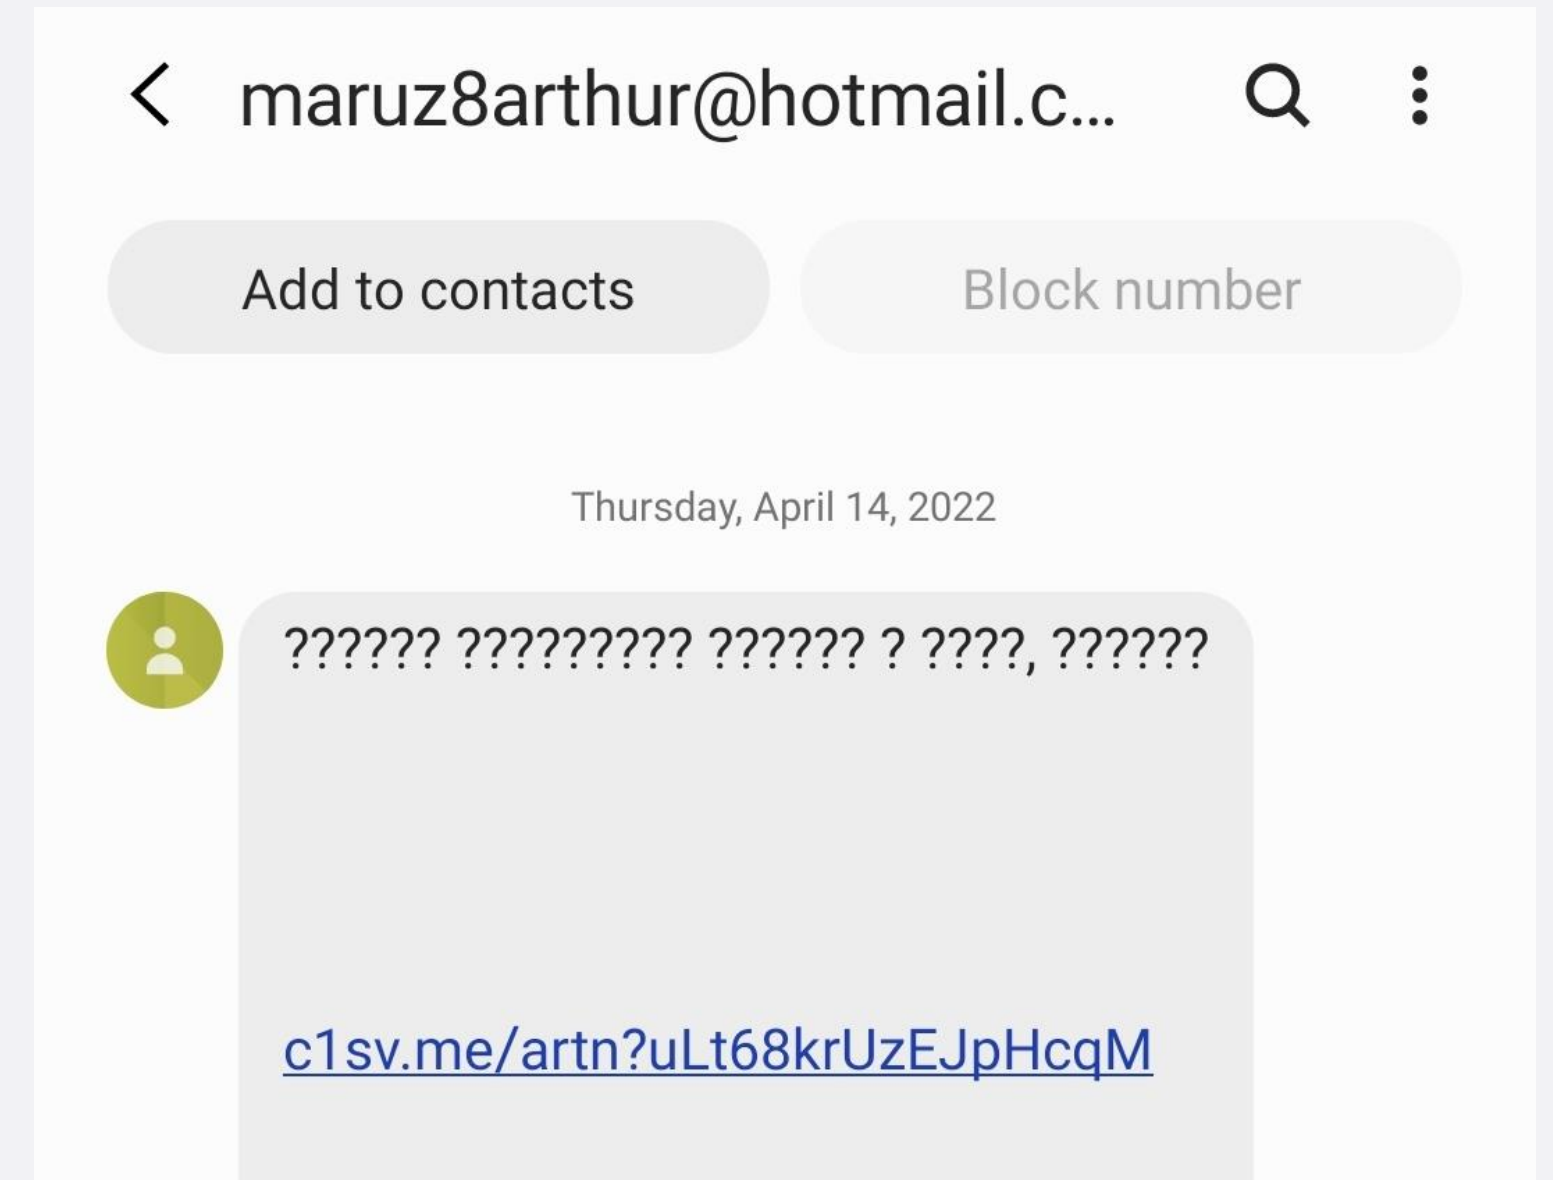 maruz8arthur@hotmail.c...
Add to contacts
Block number
Thursday, April 14, 2022
?????? ????????? ?????? ? ????, ??????
c1sv.me/artn?uLt68krUzEJpHcqM